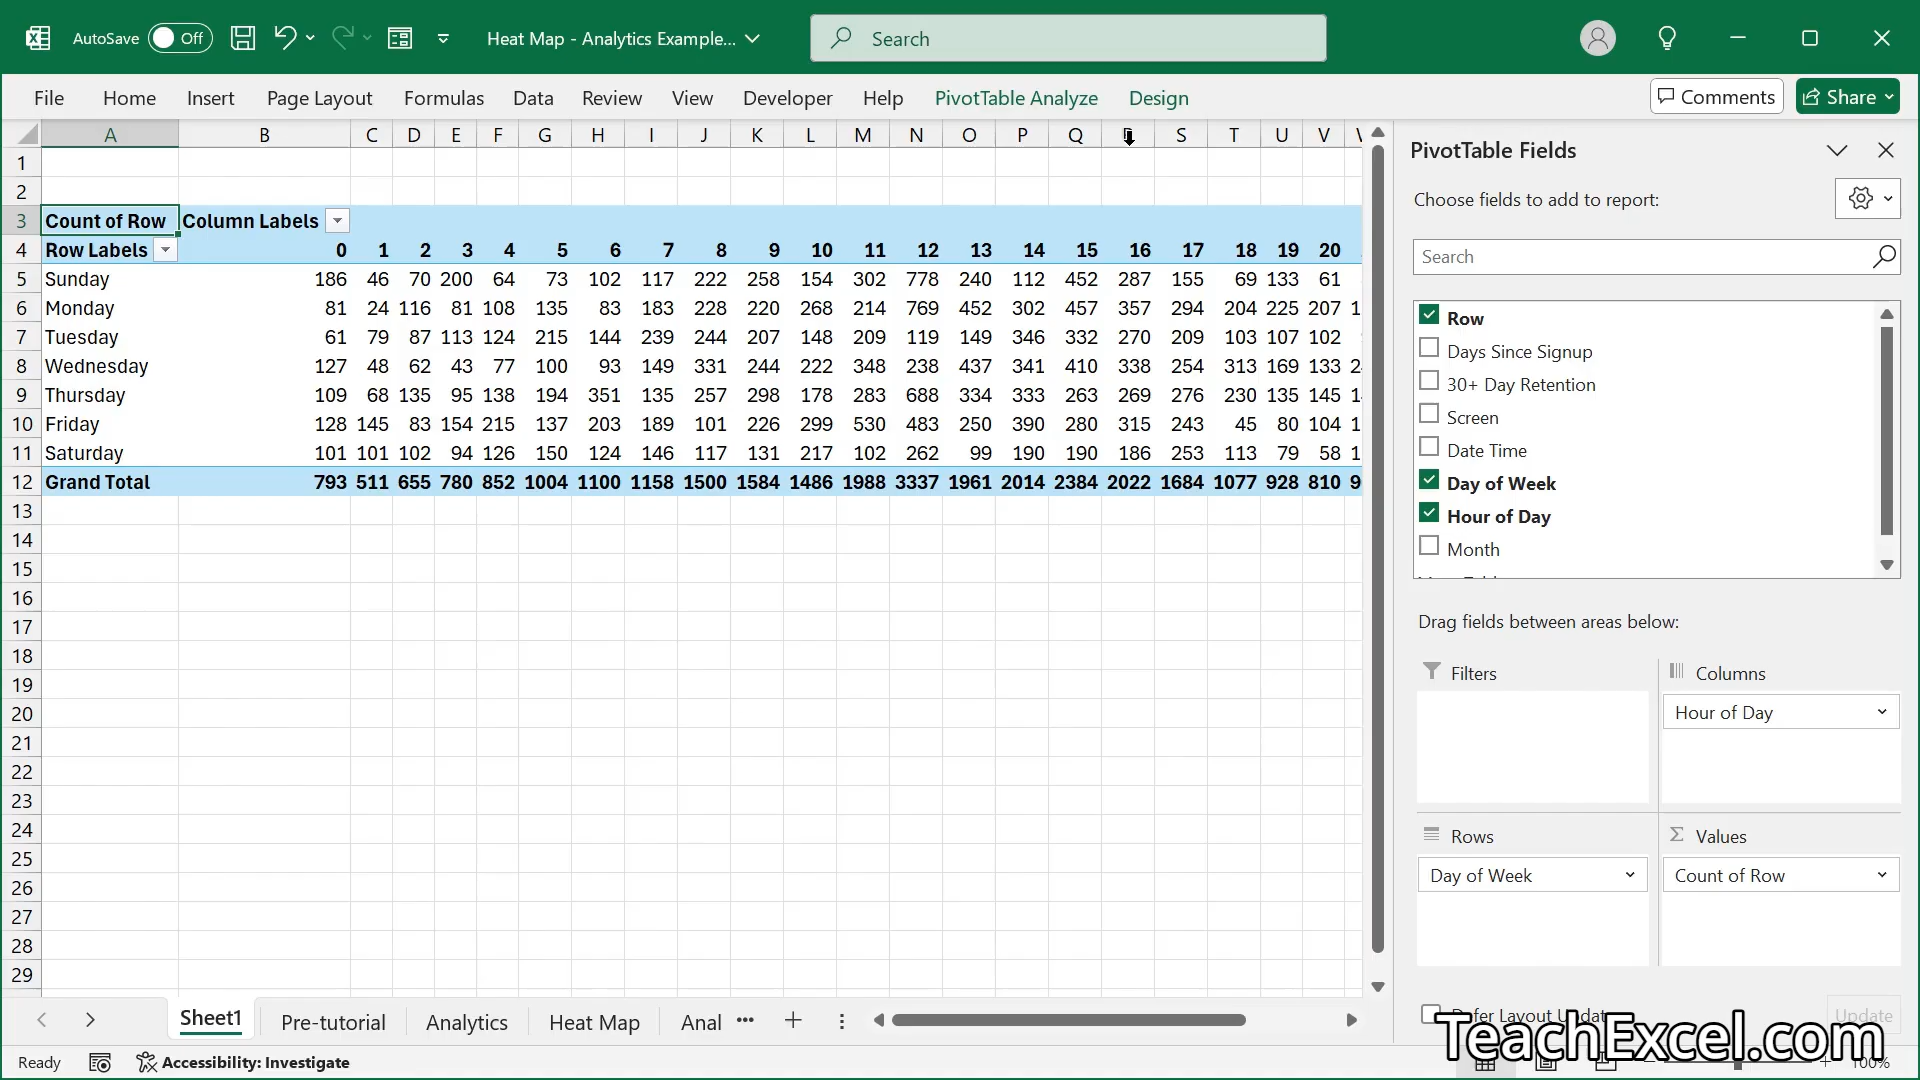 AutoSave Off Heat Map - Analytics Example... Search
File Home Insert Page Layout Formulas Data Review View Developer Help PivotTable Analyze Design Comments Share
A B C D E F G H I J K L M N O P Q S T U V
1
2
3 Count of Row Column Labels
4 Row Labels 0 1 2 3 4 5 6 7 8 9 10 11 12 13 14 15 16 17 18 19 20
5 Sunday 186 46 70 200 64 73 102 117 222 258 154 302 778 240 112 452 287 155 69 133 61
6 Monday 81 24 116 81 108 135 83 183 228 220 268 214 769 452 302 457 357 294 204 225 207 1
7 Tuesday 61 79 87 113 124 215 144 239 244 207 148 209 119 149 346 332 270 209 103 107 102
8 Wednesday 127 48 62 43 77 100 93 149 331 244 222 348 238 437 341 410 338 254 313 169 133 2
9 Thursday 109 68 135 95 138 194 351 135 257 298 178 283 688 334 333 263 269 276 230 135 145 1
10 Friday 128 145 83 154 215 137 203 189 101 226 299 530 483 250 390 280 315 243 45 80 104 1
11 Saturday 101 101 102 94 126 150 124 146 117 131 217 102 262 99 190 190 186 253 113 79 58 1
12 Grand Total 793 511 655 780 852 1004 1100 1158 1500 1584 1486 1988 3337 1961 2014 2384 2022 1684 1077 928 810 9
13
14
15
16
17
18
19
20
21
22
23
24
25
26
27
28
29
PivotTable Fields
Choose fields to add to report:
Search
Row
Days Since Signup
30+ Day Retention
Screen
Date Time
Day of Week
Hour of Day
Month
Drag fields between areas below:
Filters
Columns
Hour of Day
Rows
Day of Week
Values
Count of Row
Defer Layout Update
Update
Sheet1 Pre-tutorial Analytics Heat Map Anal ...
Ready Accessibility: Investigate
100%
TeachExcel.com